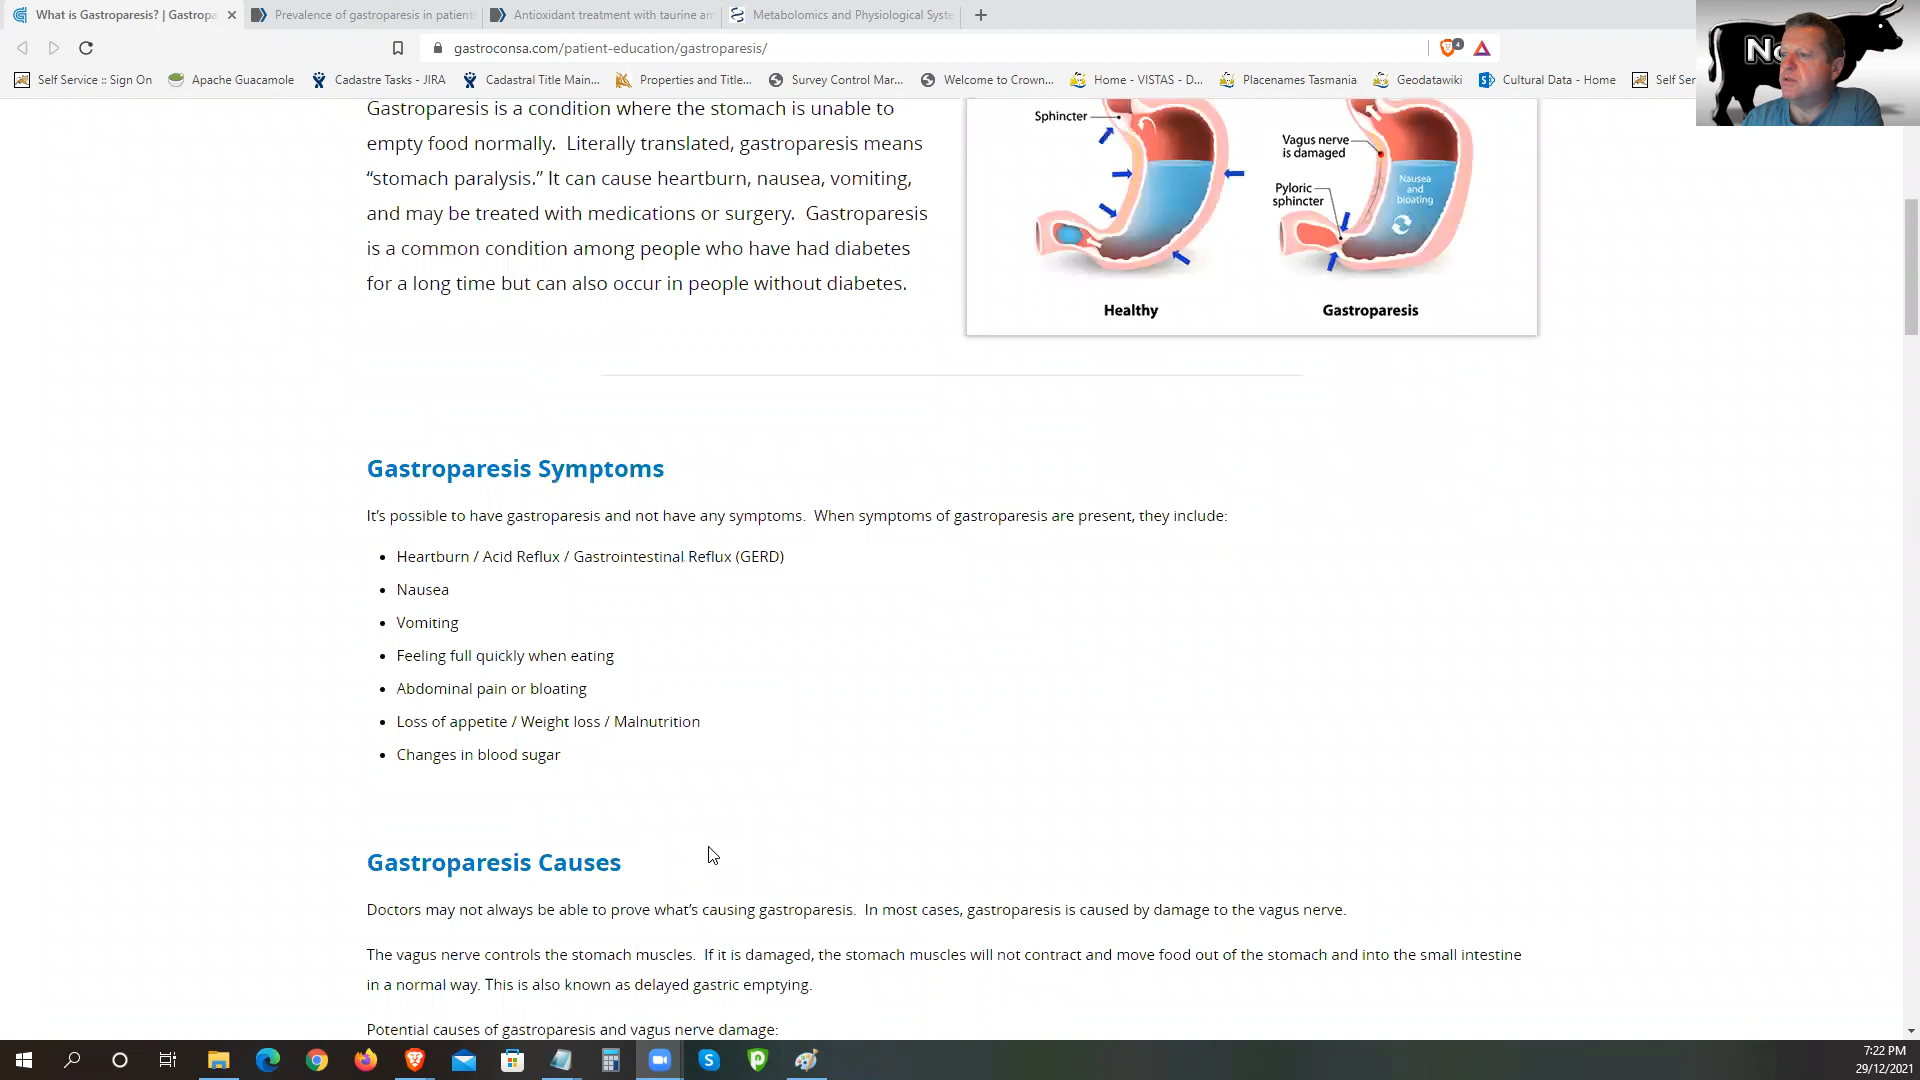 What is Gastroparesis? | Gastropa
Prevalence of gastroparesis in patient
Antioxidant treatment with taurine am
Metabolomics and Physiological Syste
gastroconsa.com/patient-education/gastroparesis/
4
Self Service :: Sign On
Apache Guacamole
Cadastre Tasks - JIRA
Cadastral Title Main...
Properties and Title...
Survey Control Mar...
Welcome to Crown...
Home - VISTAS - D...
Placenames Tasmania
Geodatawiki
Cultural Data - Home
Self Ser
Gastroparesis is a condition where the stomach is unable to
empty food normally.  Literally translated, gastroparesis means
“stomach paralysis.” It can cause heartburn, nausea, vomiting,
and may be treated with medications or surgery.  Gastroparesis
is a common condition among people who have had diabetes
for a long time but can also occur in people without diabetes.
Sphincter
Vagus nerve
is damaged
Pyloric
sphincter
Nausea
and
bloating
Healthy
Gastroparesis
Gastroparesis Symptoms
It’s possible to have gastroparesis and not have any symptoms.  When symptoms of gastroparesis are present, they include:
• Heartburn / Acid Reflux / Gastrointestinal Reflux (GERD)
• Nausea
• Vomiting
• Feeling full quickly when eating
• Abdominal pain or bloating
• Loss of appetite / Weight loss / Malnutrition
• Changes in blood sugar
Gastroparesis Causes
Doctors may not always be able to prove what’s causing gastroparesis.  In most cases, gastroparesis is caused by damage to the vagus nerve.
The vagus nerve controls the stomach muscles.  If it is damaged, the stomach muscles will not contract and move food out of the stomach and into the small intestine
in a normal way. This is also known as delayed gastric emptying.
Potential causes of gastroparesis and vagus nerve damage:
7:22 PM
29/12/2021